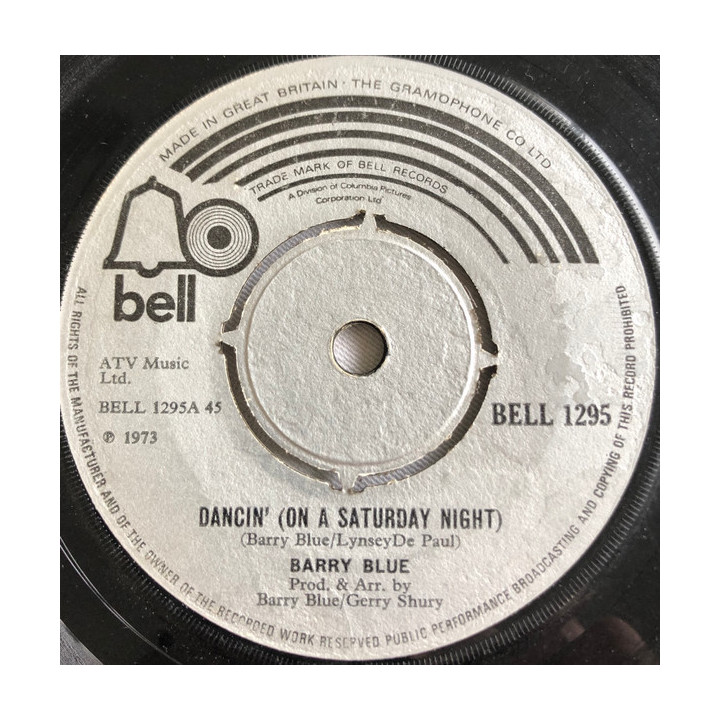 MADE IN GREAT BRITAIN · THE GRAMOPHONE CO LTD
TRADE MARK OF BELL RECORDS
A Division of Columbia Pictures
Corporation Ltd
bell
ATV Music
Ltd.
BELL 1295A 45
℗ 1973
BELL 1295
DANCIN' (ON A SATURDAY NIGHT)
(Barry Blue/LynseyDe Paul)
BARRY BLUE
Prod. & Arr. by
Barry Blue/Gerry Shury
ALL RIGHTS OF THE MANUFACTURER AND OF THE OWNER OF THE RECORDED WORK RESERVED PUBLIC PERFORMANCE BROADCASTING AND COPYING OF THIS RECORD PROHIBITED